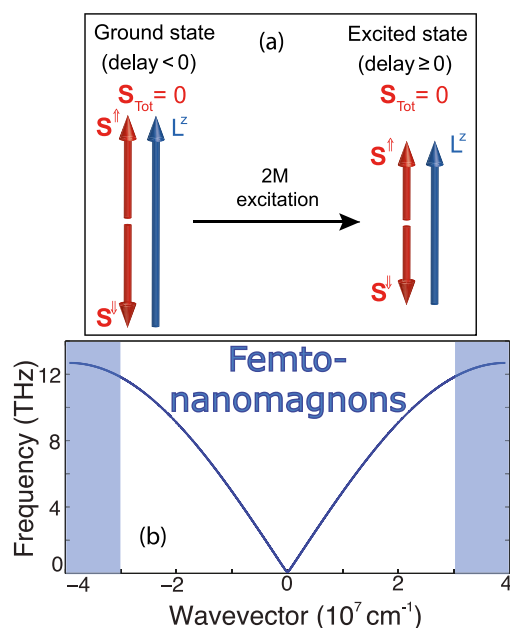 Ground state
(delay < 0)
(a)
Excited state
(delay ≥ 0)
S_Tot = 0
S_Tot = 0
S^⇑
L^z
S^⇑
L^z
2M
excitation
S^⇓
S^⇓
Femto-
nanomagnons
Frequency (THz)
12
8
4
0
(b)
−4
−2
0
2
4
Wavevector (10^7 cm^-1)